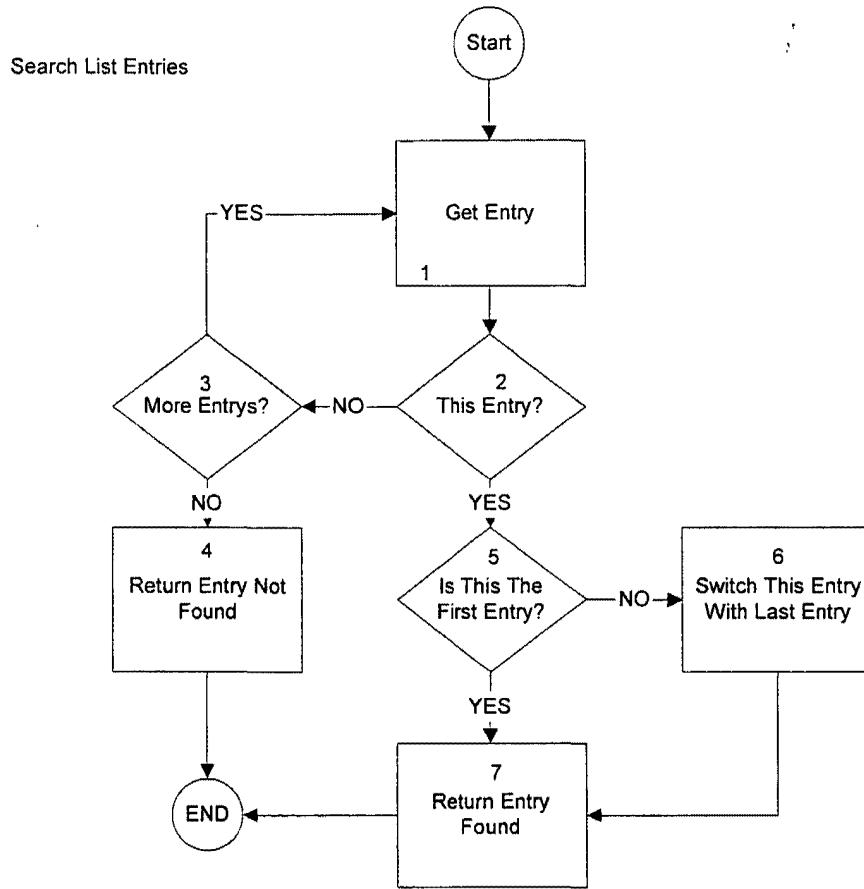 Start
Search List Entries
Get Entry
1
YES
2
This Entry?
NO
3
More Entrys?
NO
YES
4
Return Entry Not
Found
5
Is This The
First Entry?
NO
6
Switch This Entry
With Last Entry
YES
7
Return Entry
Found
END